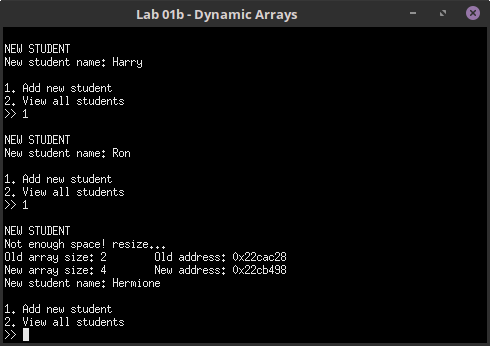 Lab 01b - Dynamic Arrays
NEW STUDENT
New student name: Harry
1. Add new student
2. View all students
>> 1
NEW STUDENT
New student name: Ron
1. Add new student
2. View all students
>> 1
NEW STUDENT
Not enough space! resize...
Old array size: 2 Old address: 0x22cac28
New array size: 4 New address: 0x22cb498
New student name: Hermione
1. Add new student
2. View all students
>>